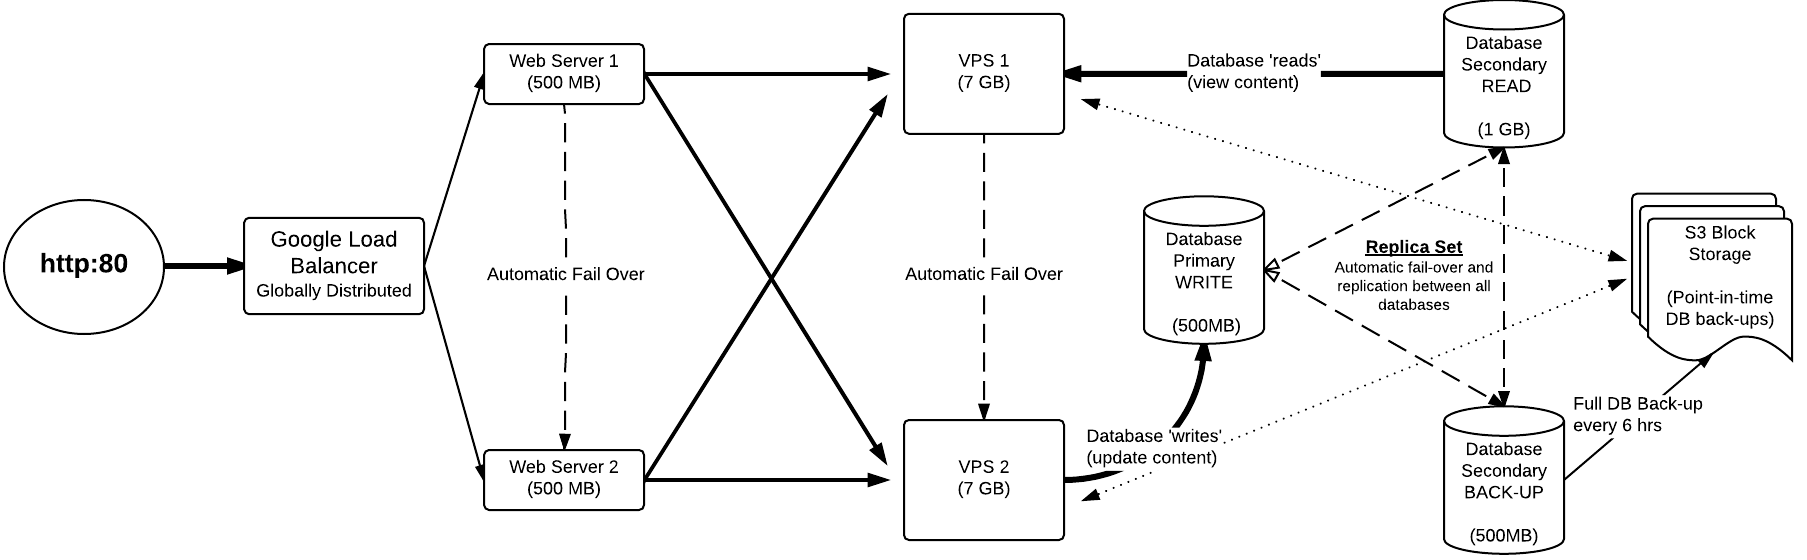 http:80
Google Load
Balancer
Globally Distributed
Web Server 1
(500 MB)
Automatic Fail Over
Web Server 2
(500 MB)
VPS 1
(7 GB)
Automatic Fail Over
VPS 2
(7 GB)
Database 'reads'
(view content)
Database 'writes'
(update content)
Database
Primary
WRITE
(500MB)
Database
Secondary
READ
(1 GB)
Replica Set
Automatic fail-over and
replication between all
databases
Database
Secondary
BACK-UP
(500MB)
Full DB Back-up
every 6 hrs
S3 Block
Storage
(Point-in-time
DB back-ups)